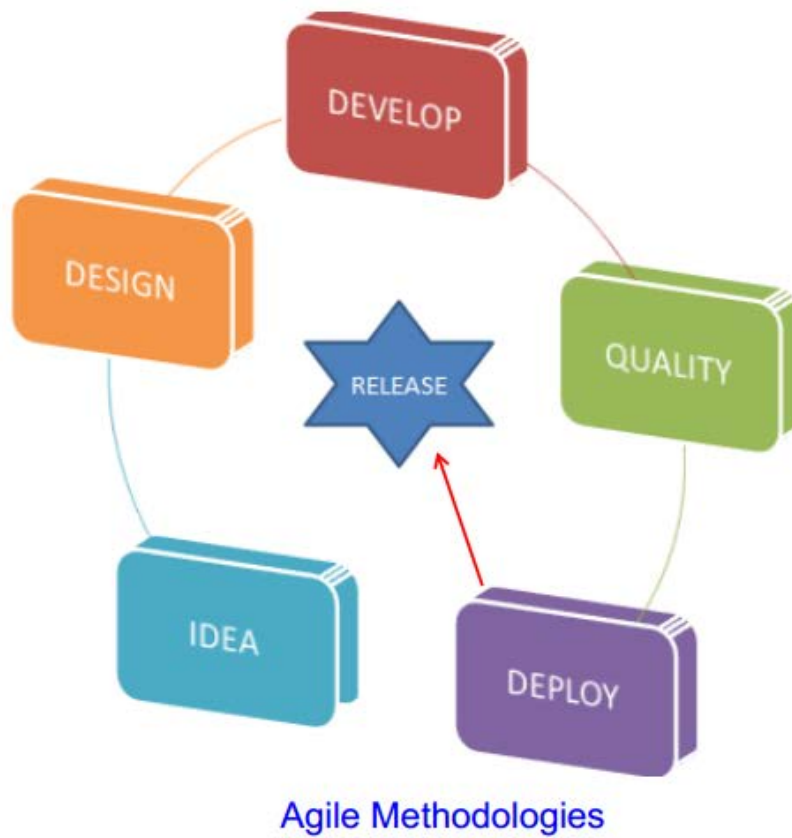 DEVELOP
DESIGN
QUALITY
RELEASE
IDEA
DEPLOY
Agile Methodologies